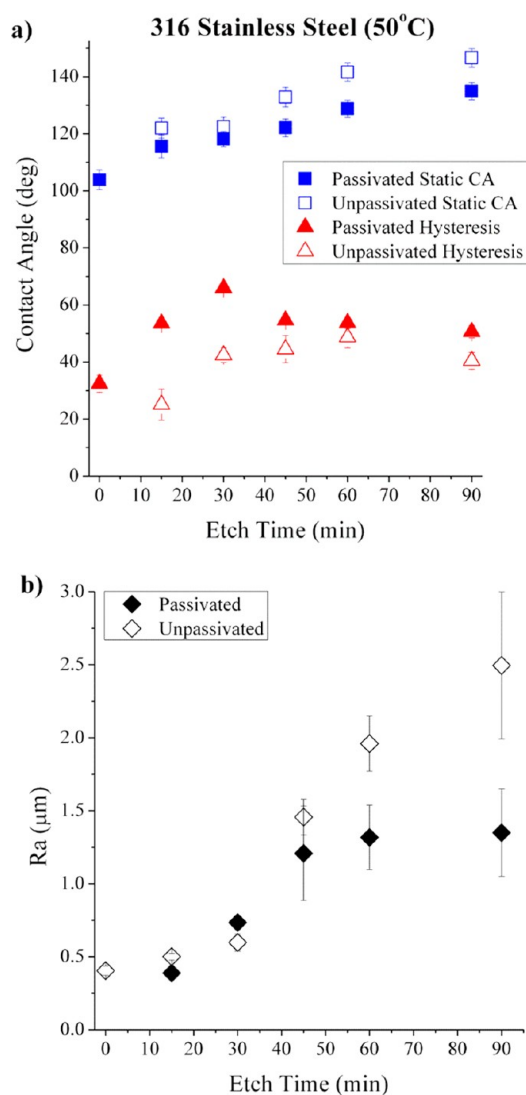 a)
316 Stainless Steel (50°C)
140
120
100
80
60
40
20
0
Contact Angle (deg)
Passivated Static CA
Unpassivated Static CA
Passivated Hysteresis
Unpassivated Hysteresis
0 10 20 30 40 50 60 70 80 90
Etch Time (min)
b)
Passivated
Unpassivated
3.0
2.5
2.0
1.5
1.0
0.5
0.0
Ra (μm)
0 10 20 30 40 50 60 70 80 90
Etch Time (min)